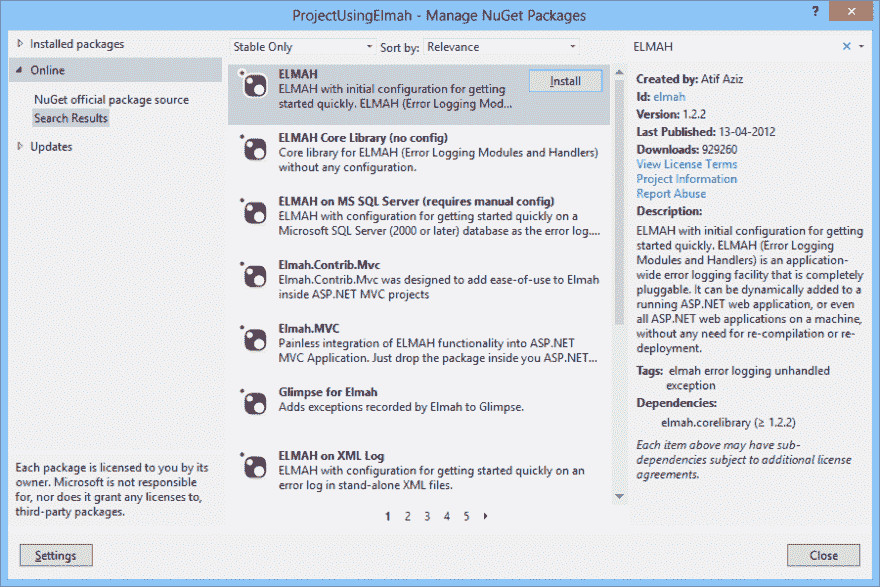 ProjectUsingElmah - Manage NuGet Packages
?
Installed packages
Online
NuGet official package source
Search Results
Updates
Each package is licensed to you by its
owner. Microsoft is not responsible
for, nor does it grant any licenses to,
third-party packages.
Settings
Stable Only
Sort by: Relevance
ELMAH
ELMAH with initial configuration for getting
started quickly. ELMAH (Error Logging Mod...
Install
ELMAH Core Library (no config)
Core library for ELMAH (Error Logging Modules and Handlers)
without any configuration.
ELMAH on MS SQL Server (requires manual config)
ELMAH with configuration for getting started quickly on a
Microsoft SQL Server (2000 or later) database as the error log....
Elmah.Contrib.Mvc
Elmah.Contrib.Mvc was designed to add ease-of-use to Elmah
inside ASP.NET MVC projects
Elmah.MVC
Painless integration of ELMAH functionality into ASP.NET
MVC Application. Just drop the package inside you ASP.NET...
Glimpse for Elmah
Adds exceptions recorded by Elmah to Glimpse.
ELMAH on XML Log
ELMAH with configuration for getting started quickly on an
error log in stand-alone XML files.
1 2 3 4 5
ELMAH
Created by: Atif Aziz
Id: elmah
Version: 1.2.2
Last Published: 13-04-2012
Downloads: 929260
View License Terms
Project Information
Report Abuse
Description:
ELMAH with initial configuration for getting
started quickly. ELMAH (Error Logging
Modules and Handlers) is an application-
wide error logging facility that is completely
pluggable. It can be dynamically added to a
running ASP.NET web application, or even
all ASP.NET web applications on a machine,
without any need for re-compilation or re-
deployment.
Tags: elmah error logging unhandled
exception
Dependencies:
elmah.corelibrary (≥ 1.2.2)
Each item above may have sub-
dependencies subject to additional license
agreements.
Close